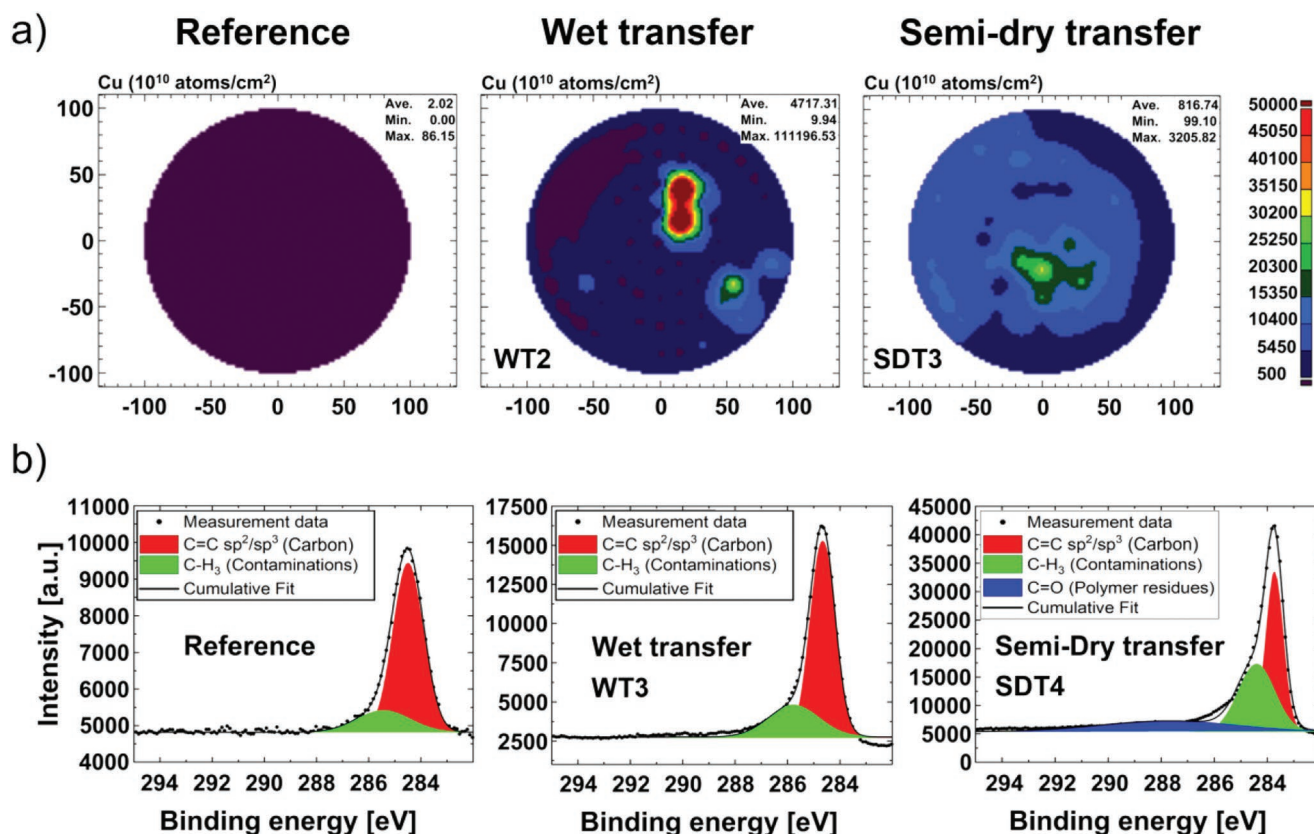 a)
Reference
Wet transfer
Semi-dry transfer
Cu (10¹⁰ atoms/cm²)
Ave. 2.02
Min. 0.00
Max. 86.15
100
50
0
-50
-100
-100 -50 0 50 100
Cu (10¹⁰ atoms/cm²)
Ave. 4717.31
Min. 9.94
Max. 111196.53
WT2
-100 -50 0 50 100
Cu (10¹⁰ atoms/cm²)
Ave. 816.74
Min. 99.10
Max. 3205.82
SDT3
-100 -50 0 50 100
50000
45050
40100
35150
30200
25250
20300
15350
10400
5450
500
b)
Intensity [a.u.]
11000
10000
9000
8000
7000
6000
5000
4000
Measurement data
C=C sp²/sp³ (Carbon)
C-H₃ (Contaminations)
Cumulative Fit
Reference
294 292 290 288 286 284
Binding energy [eV]
17500
15000
12500
10000
7500
5000
2500
Measurement data
C=C sp²/sp³ (Carbon)
C-H₃ (Contaminations)
Cumulative Fit
Wet transfer
WT3
294 292 290 288 286 284
Binding energy [eV]
45000
40000
35000
30000
25000
20000
15000
10000
5000
0
Measurement data
C=C sp²/sp³ (Carbon)
C-H₃ (Contaminations)
C=O (Polymer residues)
Cumulative Fit
Semi-Dry transfer
SDT4
294 292 290 288 286 284
Binding energy [eV]